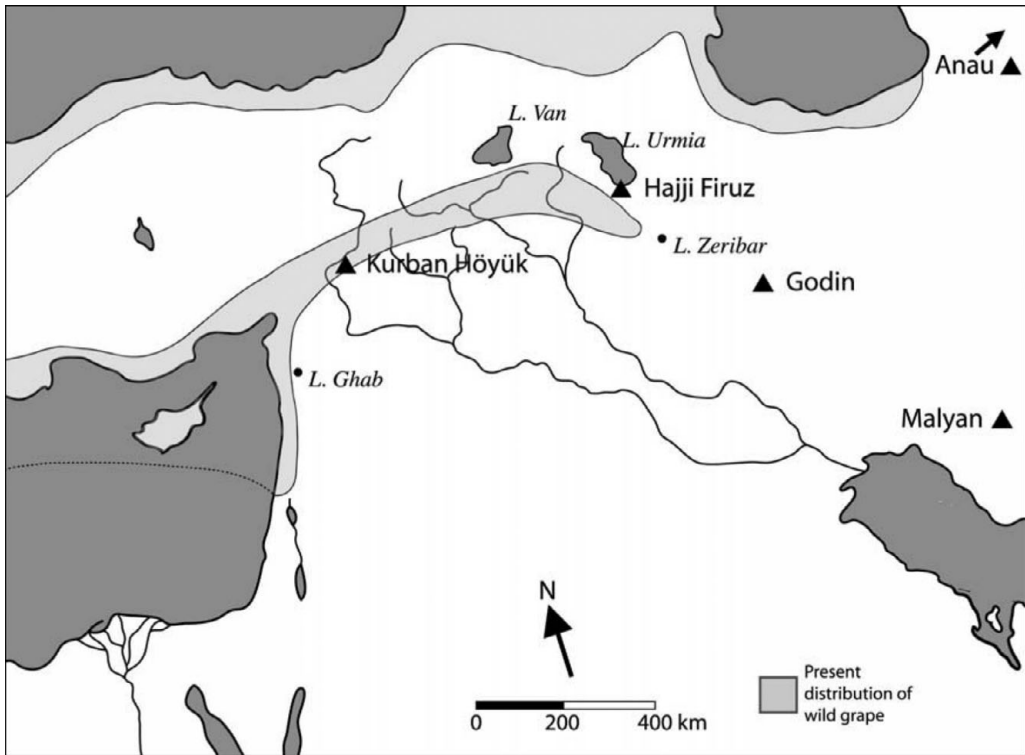 Anau
L. Van
L. Urmia
Hajji Firuz
L. Zeribar
Kurban Höyük
Godin
L. Ghab
Malyan
N
Present
distribution of
wild grape
0 200 400 km